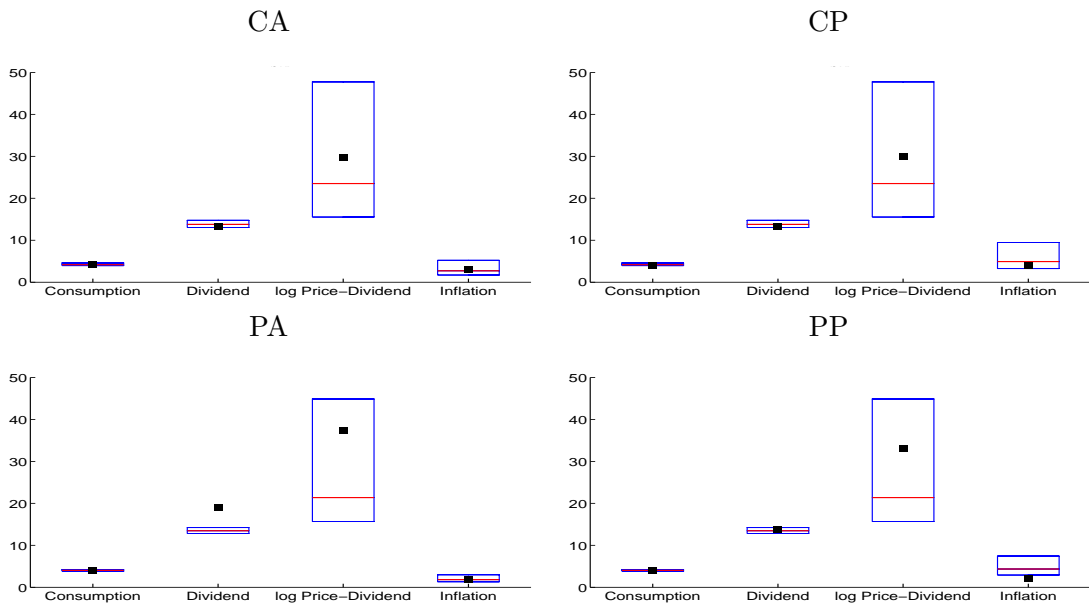 CA
CP
50
40
30
20
10
0
Consumption
Dividend
log Price–Dividend
Inflation
50
40
30
20
10
0
Consumption
Dividend
log Price–Dividend
Inflation
PA
PP
50
40
30
20
10
0
Consumption
Dividend
log Price–Dividend
Inflation
50
40
30
20
10
0
Consumption
Dividend
log Price–Dividend
Inflation